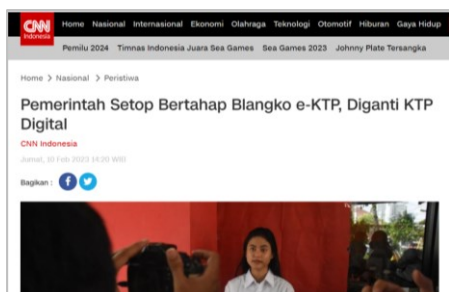 CNN
Indonesia
Home Nasional Internasional Ekonomi Olahraga Teknologi Otomotif Hiburan Gaya Hidup
Pemilu 2024 Timnas Indonesia Juara Sea Games Sea Games 2023 Johnny Plate Tersangka
Home > Nasional > Peristiwa
Pemerintah Setop Bertahap Blangko e-KTP, Diganti KTP
Digital
CNN Indonesia
Jumat, 10 Feb 2023 14:20 WIB
Bagikan :